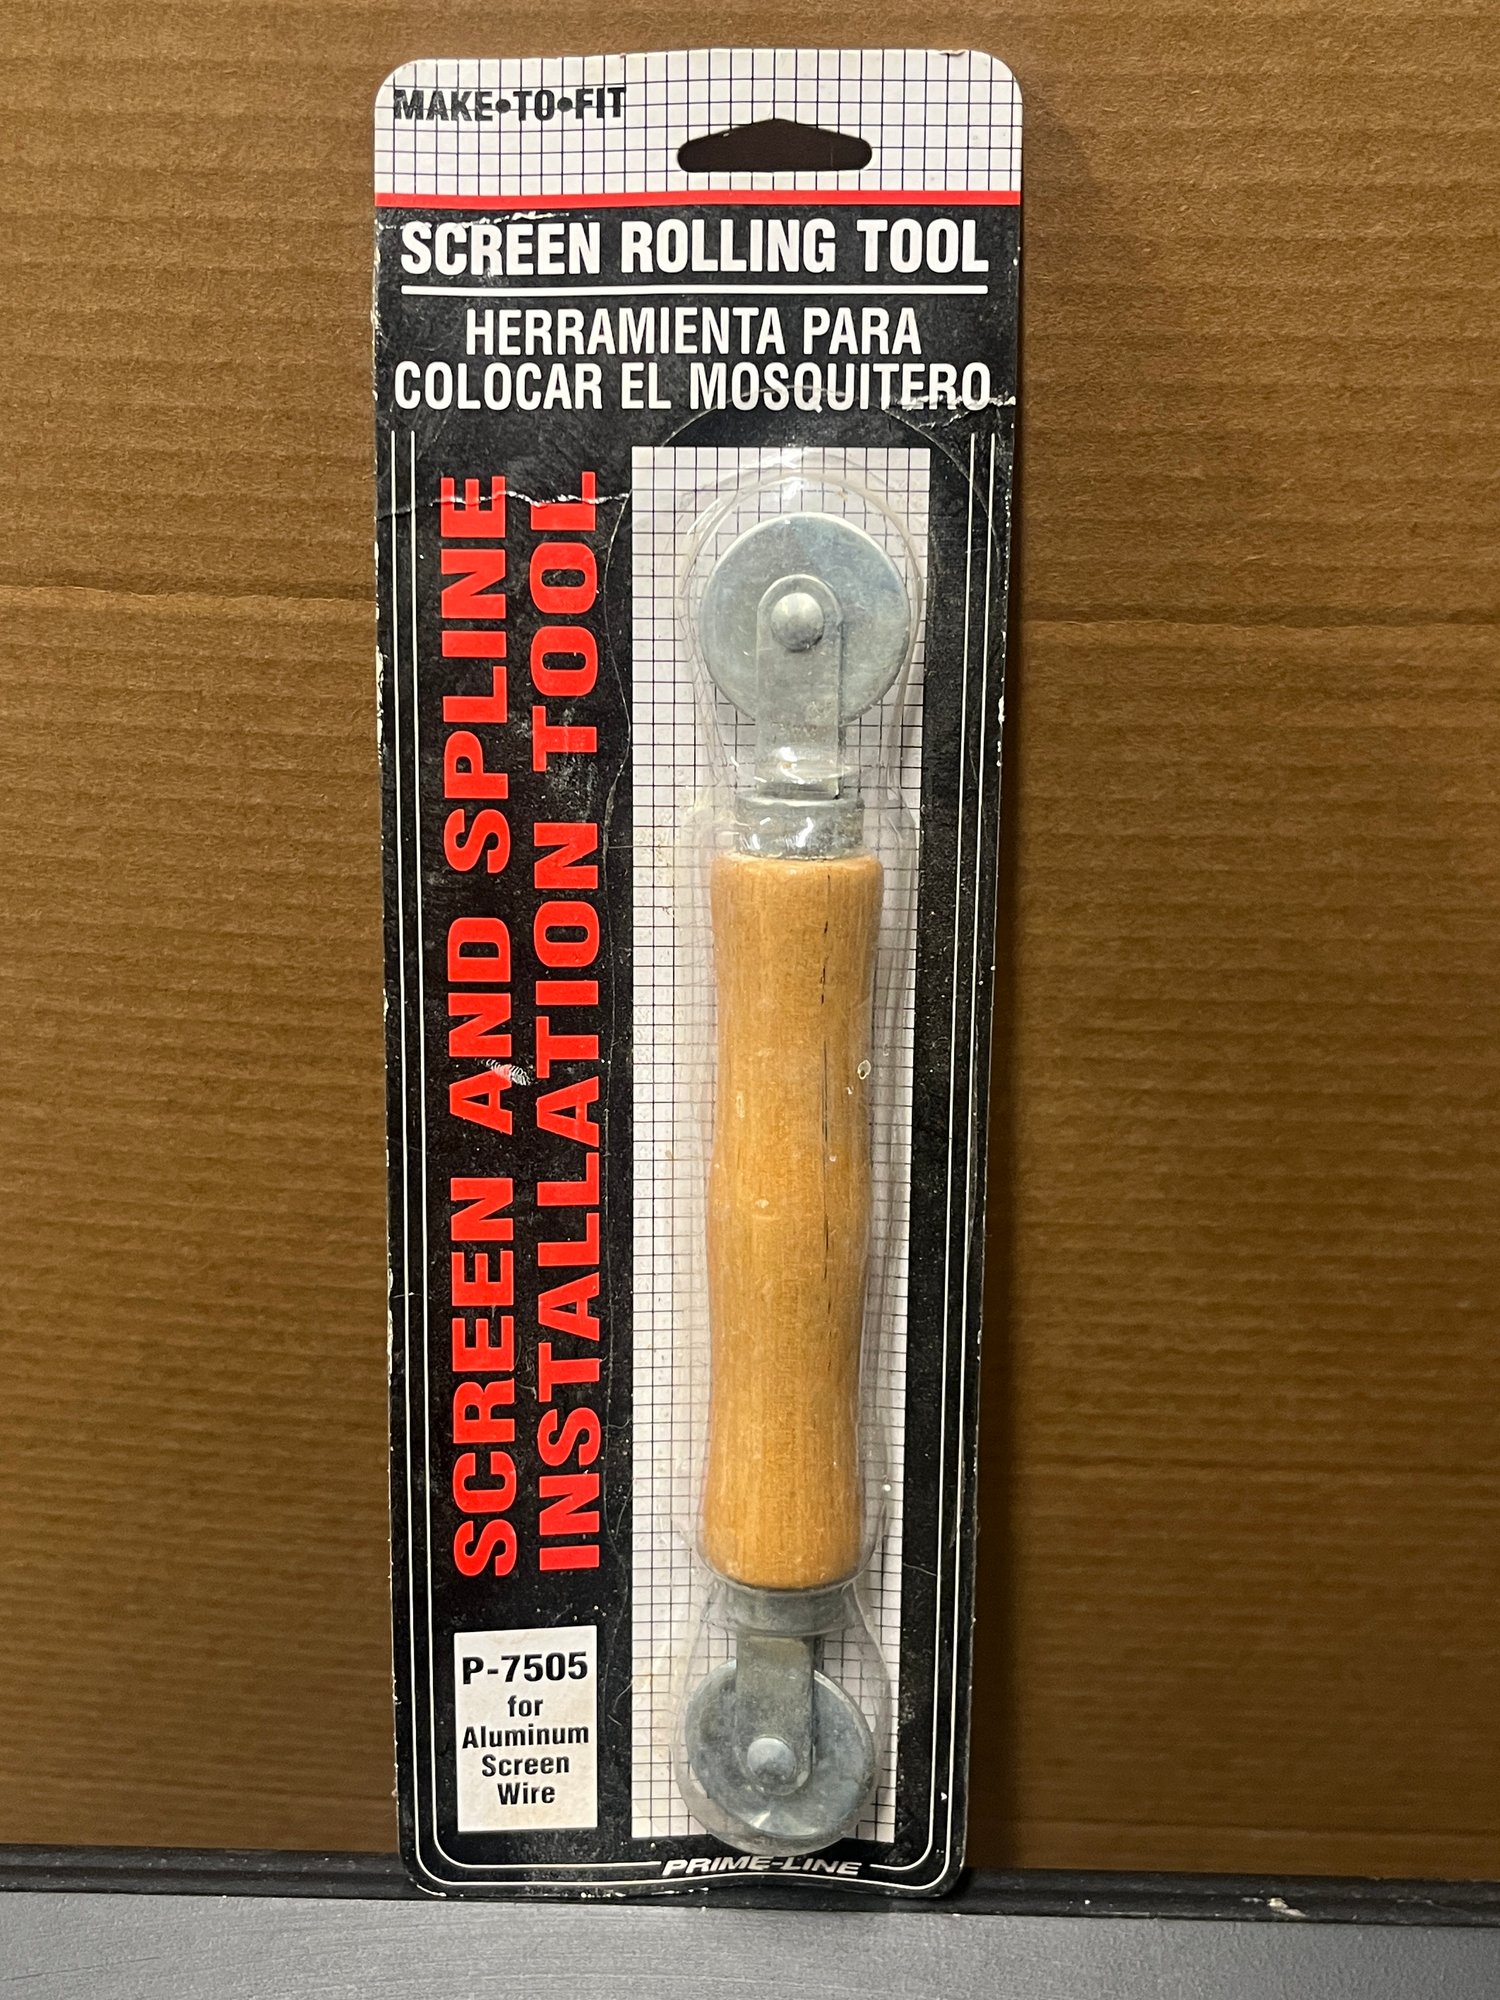 MAKE•TO•FIT
SCREEN ROLLING TOOL
HERRAMIENTA PARA
COLOCAR EL MOSQUITERO
SCREEN AND SPLINE
INSTALLATION TOOL
P-7505
for
Aluminum
Screen
Wire
PRIME-LINE